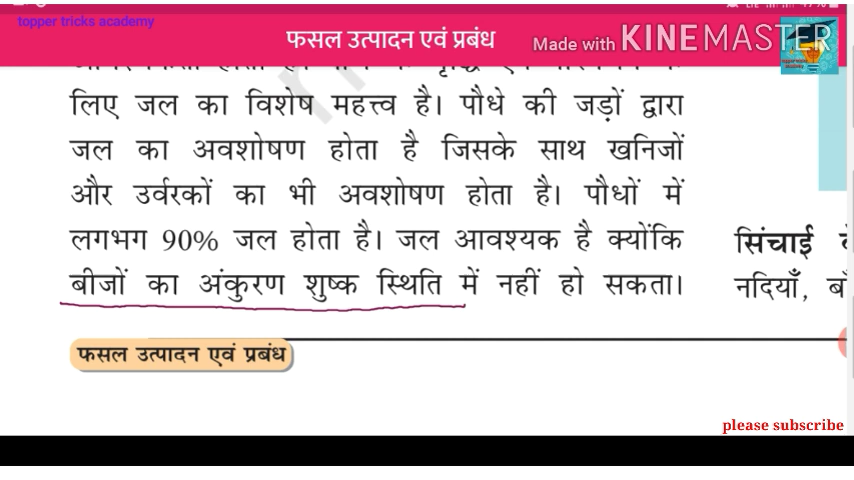 topper tricks academy
फसल उत्पादन एवं प्रबंध
Made with KINEMASTER
लिए जल का विशेष महत्त्व है। पौधे की जड़ों द्वारा
जल का अवशोषण होता है जिसके साथ खनिजों
और उर्वरकों का भी अवशोषण होता है। पौधों में
लगभग 90% जल होता है। जल आवश्यक है क्योंकि
बीजों का अंकुरण शुष्क स्थिति में नहीं हो सकता।
सिंचाई
नदियाँ,
फसल उत्पादन एवं प्रबंध
please subscribe